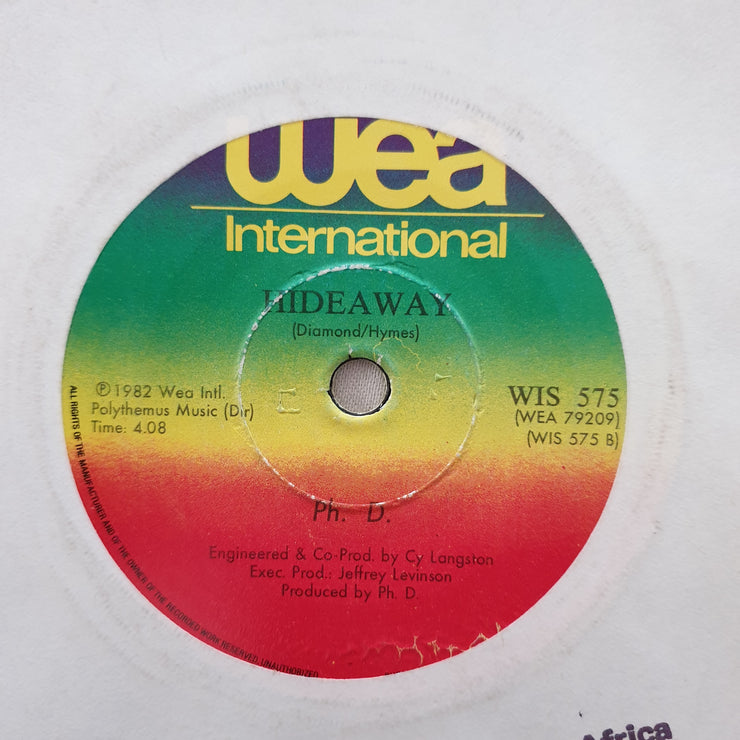 wea
International
HIDEAWAY
(Diamond/Hymes)
℗ 1982 Wea Intl.
Polythemus Music (Dir)
Time: 4.08
WIS 575
(WEA 79209)
(WIS 575 B)
Ph. D.
Engineered & Co-Prod. by Cy Langston
Exec. Prod.: Jeffrey Levinson
Produced by Ph. D.
ALL RIGHTS OF THE MANUFACTURER AND OF THE OWNER OF THE RECORDED WORK RESERVED. UNAUTHORIZED
Africa